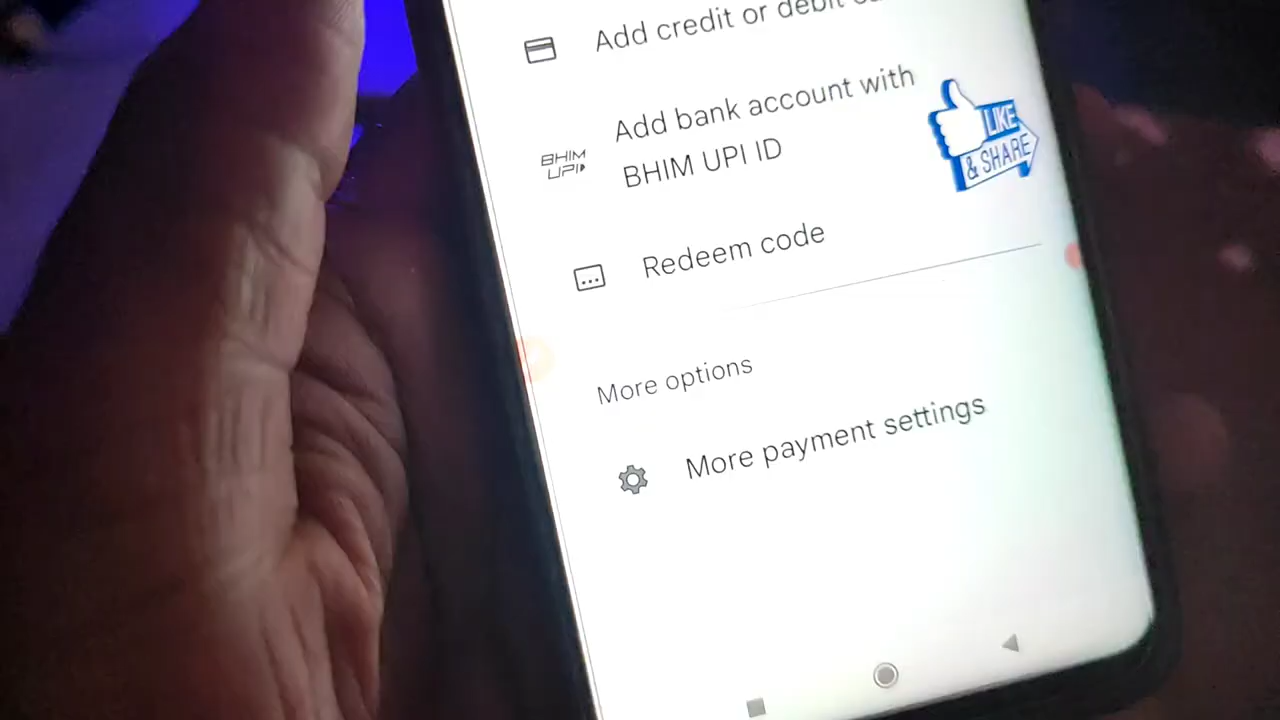 Add credit or debit
Add bank account with
BHIM UPI ID
BHIM
UPI
LIKE
& SHARE
Redeem code
More options
More payment settings